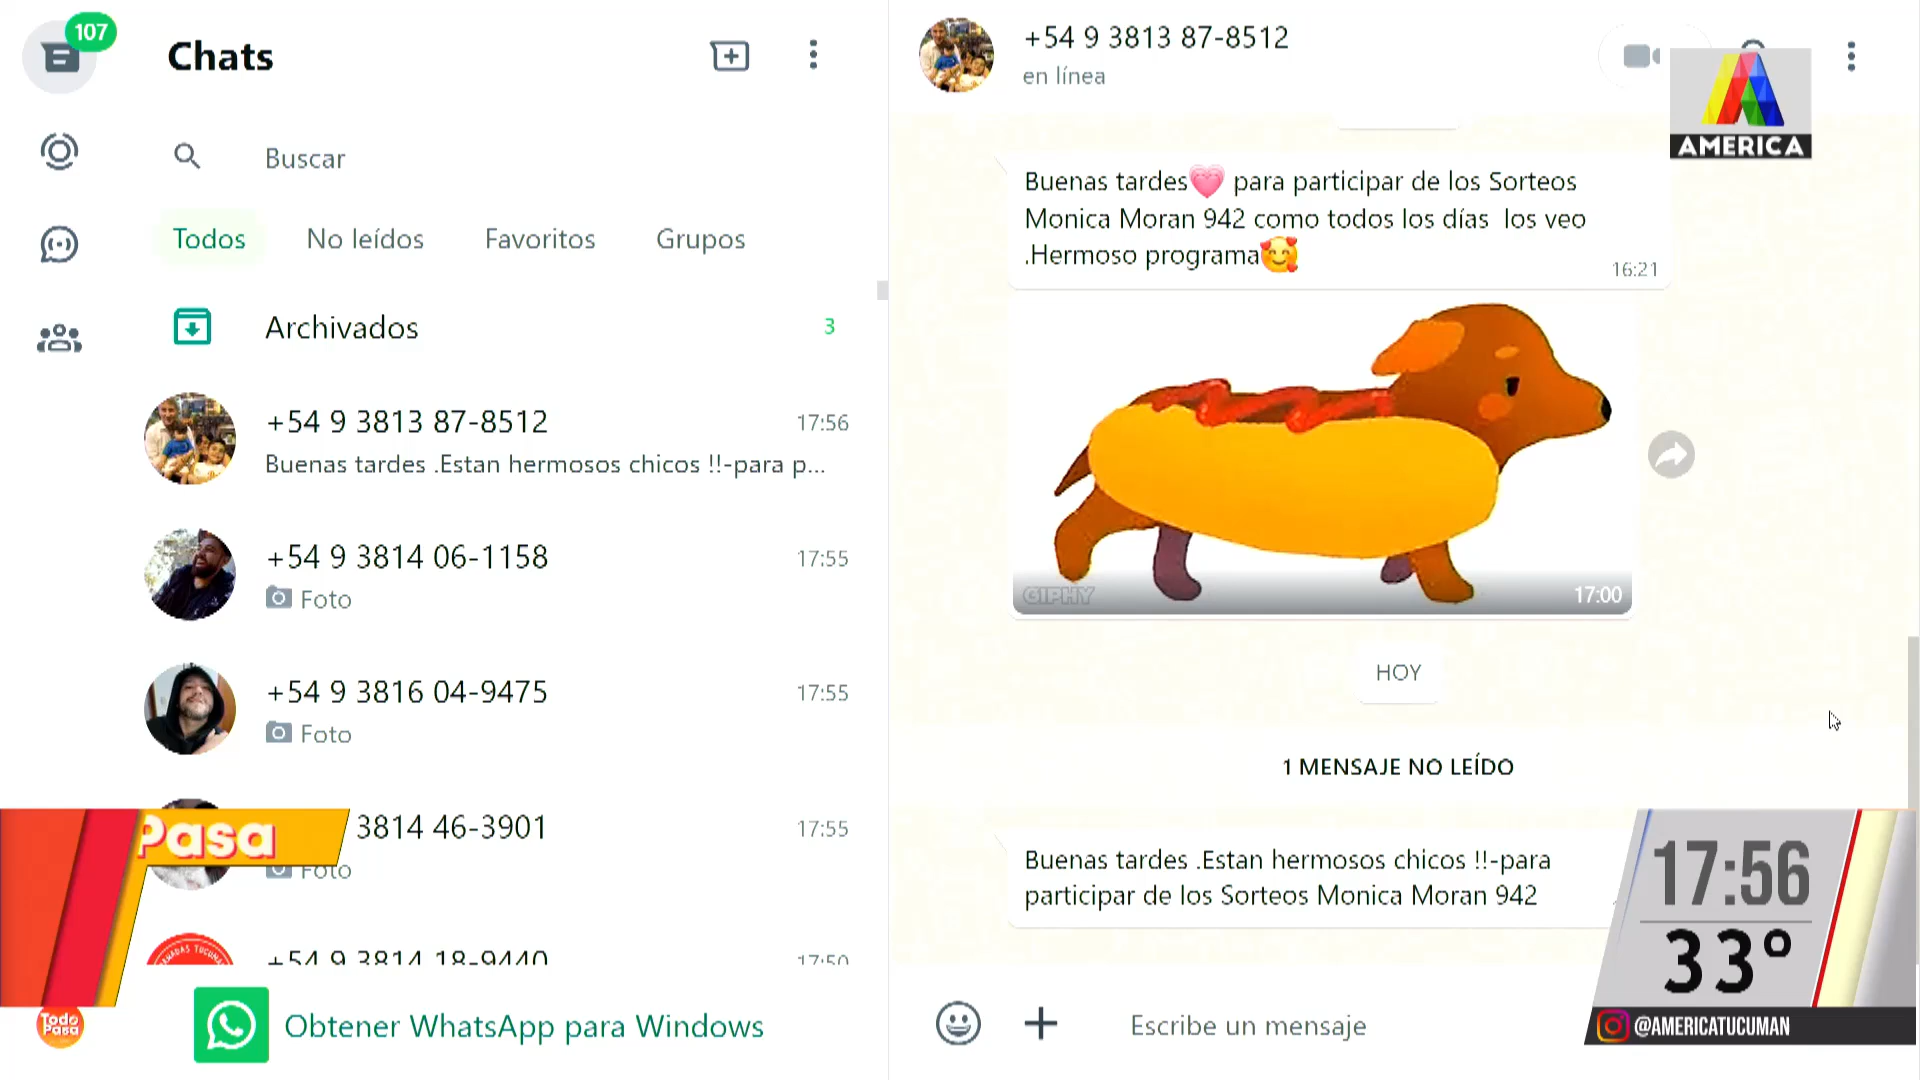 107
Chats
Buscar
Todos
No leídos
Favoritos
Grupos
Archivados
3
+54 9 3813 87-8512
17:56
Buenas tardes .Estan hermosos chicos !!-para p...
+54 9 3814 06-1158
17:55
Foto
+54 9 3816 04-9475
17:55
Foto
3814 46-3901
17:55
Foto
+54 9 3814 18-9440
17:50
Pasa
Todo
Pasa
Obtener WhatsApp para Windows
+54 9 3813 87-8512
en línea
AMERICA
Buenas tardes💗 para participar de los Sorteos
Monica Moran 942 como todos los días  los veo
.Hermoso programa🥰
16:21
GIPHY
17:00
HOY
1 MENSAJE NO LEÍDO
Buenas tardes .Estan hermosos chicos !!-para
participar de los Sorteos Monica Moran 942
Escribe un mensaje
17:56
33°
@AMERICATUCUMAN